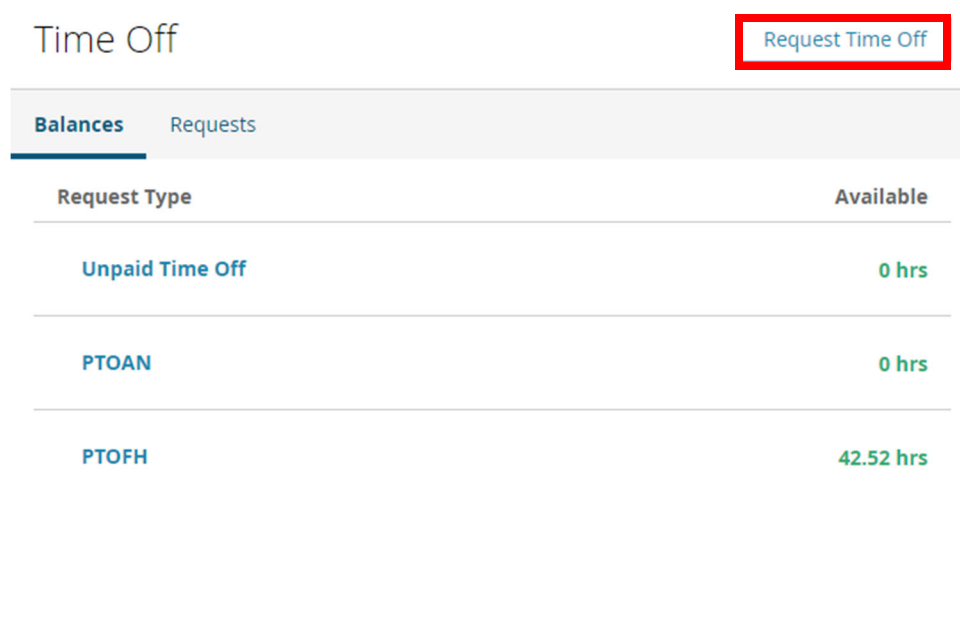 Time Off
Request Time Off
Balances
Requests
Request Type
Available
Unpaid Time Off
0 hrs
PTOAN
0 hrs
PTOFH
42.52 hrs